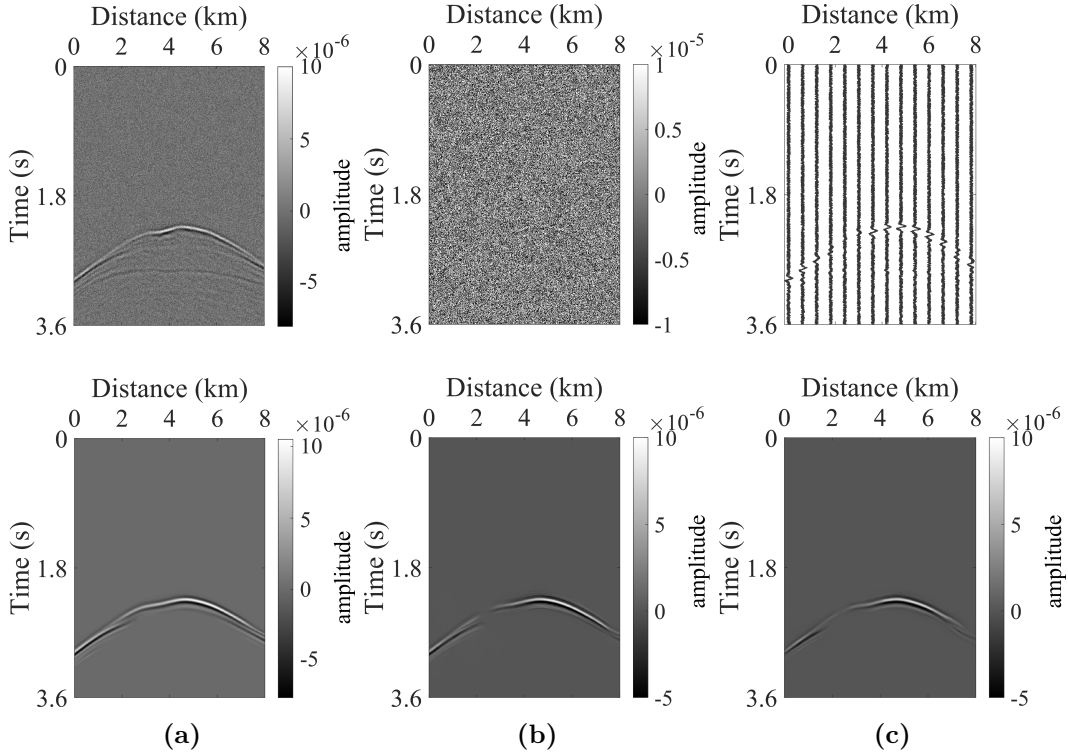 Distance (km)
0 2 4 6 8
×10⁻⁶
0
1.8
3.6
Time (s)
10
5
0
-5
amplitude
Distance (km)
0 2 4 6 8
×10⁻⁵
0
1.8
3.6
Time (s)
1
0.5
0
-0.5
-1
amplitude
Distance (km)
0 2 4 6 8
0
1.8
3.6
Time (s)
Distance (km)
0 2 4 6 8
×10⁻⁶
0
1.8
3.6
Time (s)
10
5
0
-5
amplitude
Distance (km)
0 2 4 6 8
×10⁻⁶
0
1.8
3.6
Time (s)
10
5
0
-5
amplitude
Distance (km)
0 2 4 6 8
×10⁻⁶
0
1.8
3.6
Time (s)
10
5
0
-5
amplitude
(a)
(b)
(c)